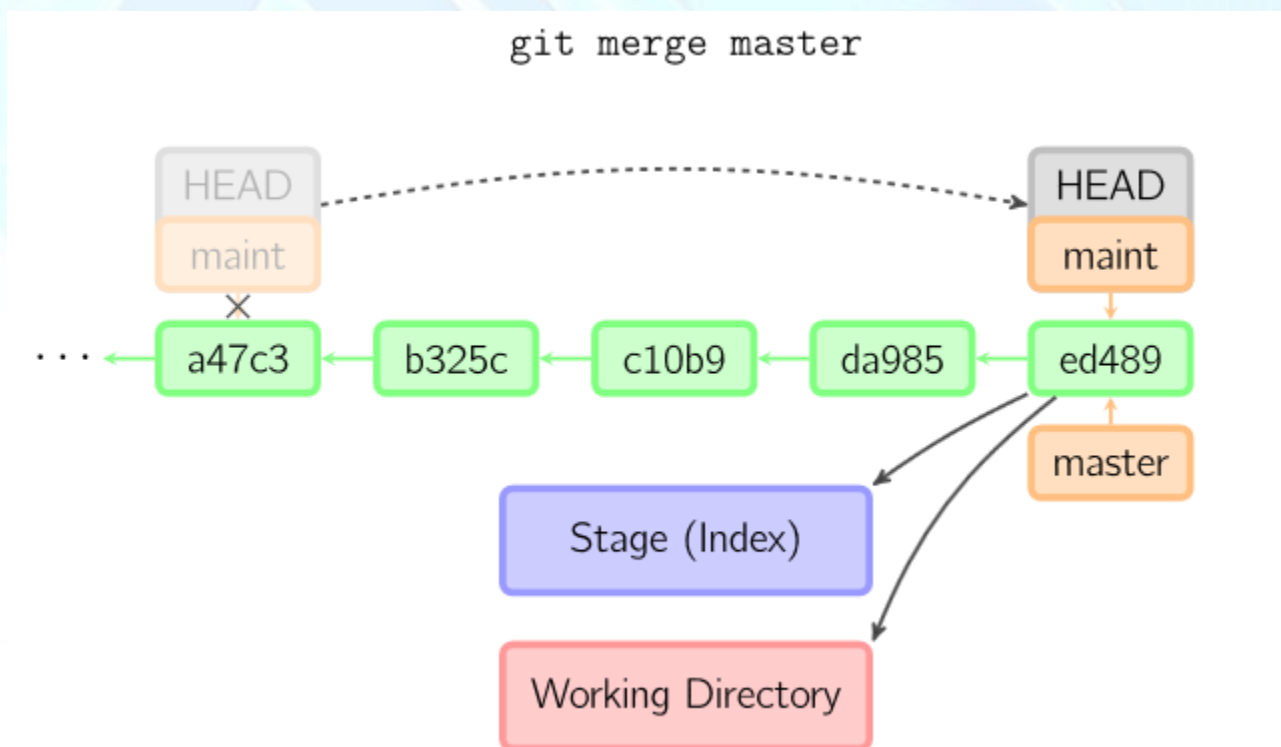 git merge master
HEAD
HEAD
maint
maint
... a47c3 b325c c10b9 da985 ed489
master
Stage (Index)
Working Directory